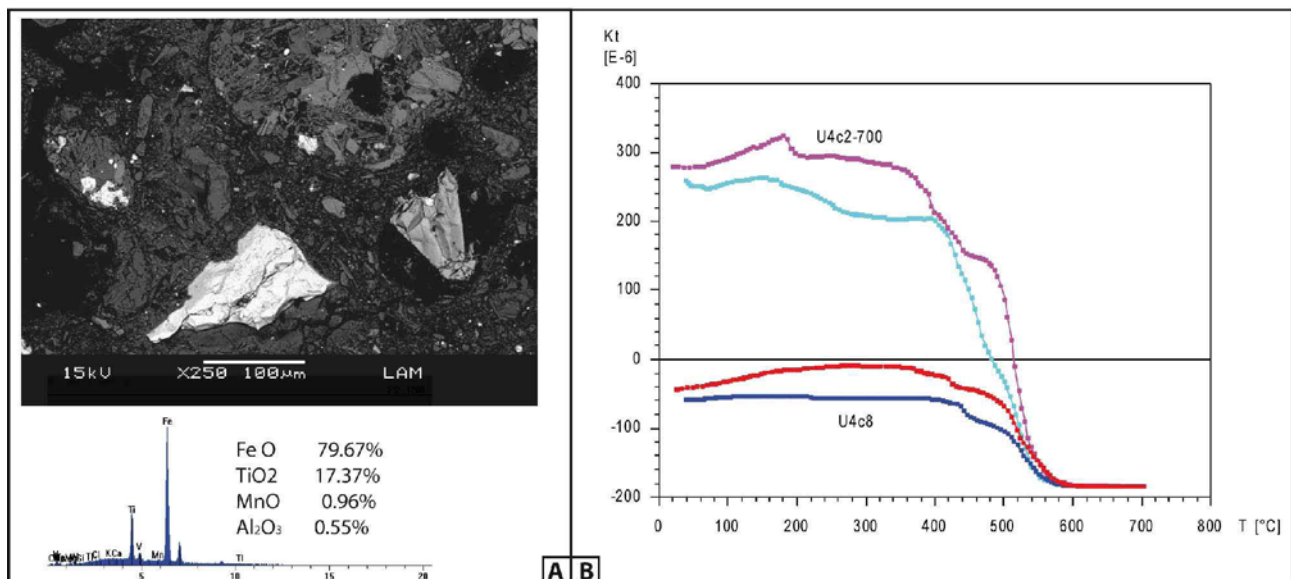 15kV X250 100μm LAM
Fe
Ti
V
Mn
Ti
Cl
K Ca
5
10
15
20
Fe O 79.67%
TiO2 17.37%
MnO 0.96%
Al₂O₃ 0.55%
A
B
Kt
[E-6]
400
300
200
100
0
-100
-200
U4c2-700
U4c8
0 100 200 300 400 500 600 700 800 T [°C]